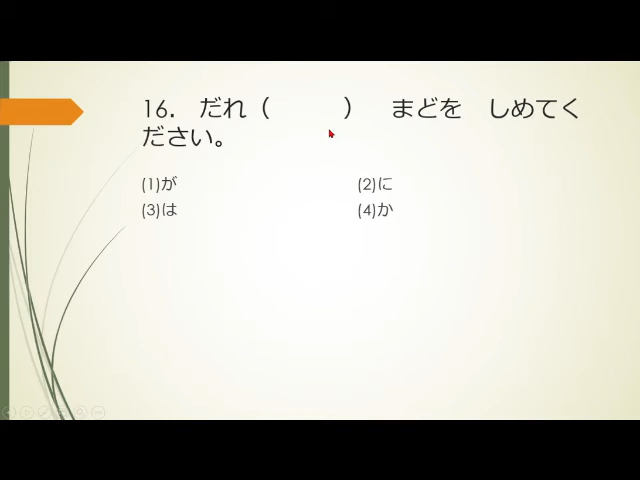 16. だれ（　　　）　まどを　しめてく
ださい。
(1)が
(2)に
(3)は
(4)か